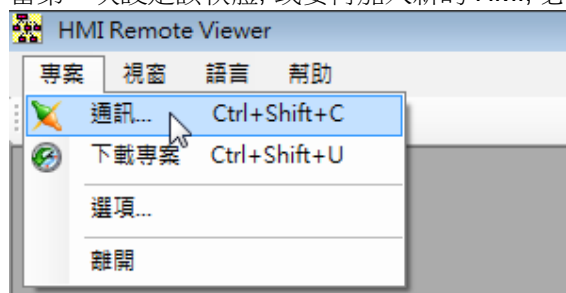 當第一次設定該軟體, 或要再加入新的 HMI, 必
HMI Remote Viewer
專案 視窗 語言 幫助
通訊... Ctrl+Shift+C
下載專案 Ctrl+Shift+U
選項...
離開